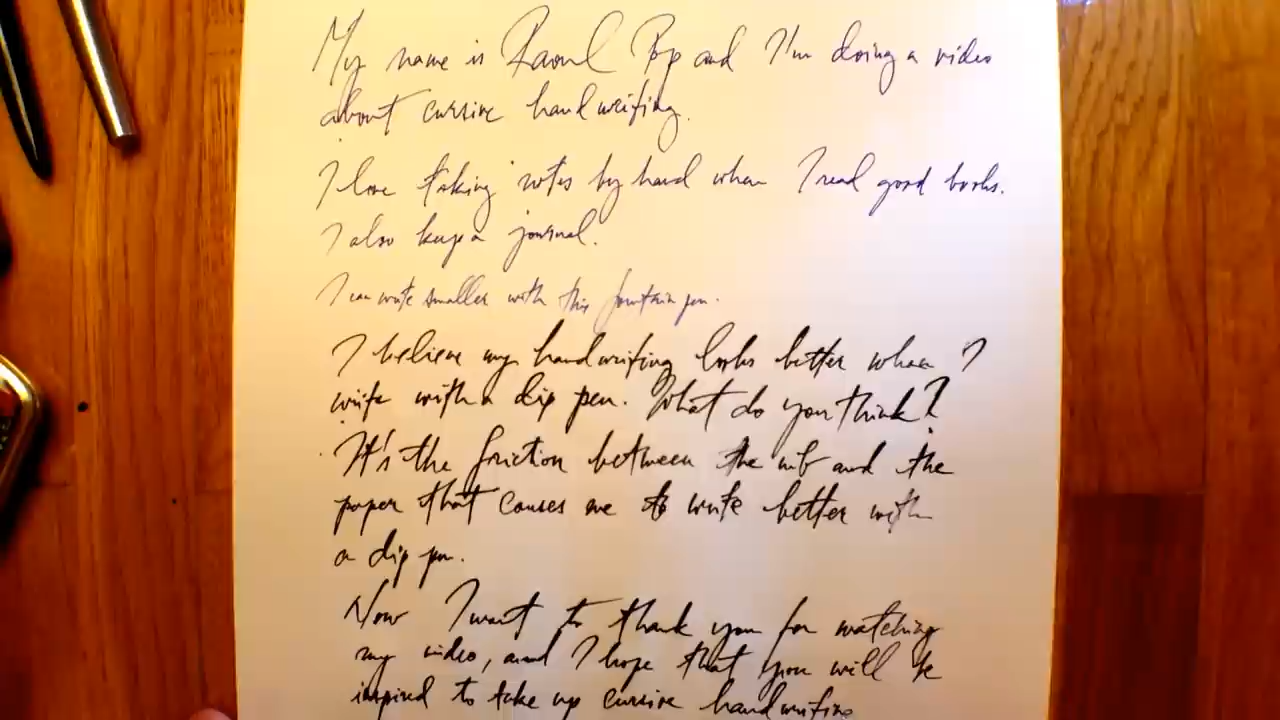 My name is Raoul Pop and I'm doing a video
about cursive handwriting.
I love taking notes by hand when I read good books.
I also keep a journal.
I can write smaller with this fountain pen.
I believe my handwriting looks better when I
write with a dip pen. What do you think?
It's the friction between the nib and the
paper that causes me to write better with
a dip pen.
Now I want to thank you for watching
my video, and I hope that you will be
inspired to take up cursive handwriting